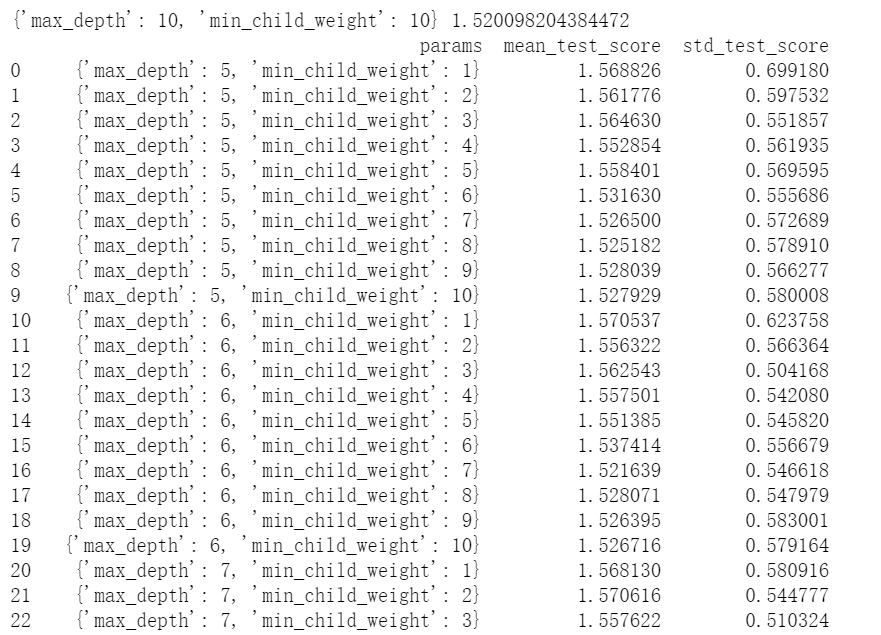 {'max_depth': 10, 'min_child_weight': 10} 1.520098204384472
params mean_test_score std_test_score
0 {'max_depth': 5, 'min_child_weight': 1} 1.568826 0.699180
1 {'max_depth': 5, 'min_child_weight': 2} 1.561776 0.597532
2 {'max_depth': 5, 'min_child_weight': 3} 1.564630 0.551857
3 {'max_depth': 5, 'min_child_weight': 4} 1.552854 0.561935
4 {'max_depth': 5, 'min_child_weight': 5} 1.558401 0.569595
5 {'max_depth': 5, 'min_child_weight': 6} 1.531630 0.555686
6 {'max_depth': 5, 'min_child_weight': 7} 1.526500 0.572689
7 {'max_depth': 5, 'min_child_weight': 8} 1.525182 0.578910
8 {'max_depth': 5, 'min_child_weight': 9} 1.528039 0.566277
9 {'max_depth': 5, 'min_child_weight': 10} 1.527929 0.580008
10 {'max_depth': 6, 'min_child_weight': 1} 1.570537 0.623758
11 {'max_depth': 6, 'min_child_weight': 2} 1.556322 0.566364
12 {'max_depth': 6, 'min_child_weight': 3} 1.562543 0.504168
13 {'max_depth': 6, 'min_child_weight': 4} 1.557501 0.542080
14 {'max_depth': 6, 'min_child_weight': 5} 1.551385 0.545820
15 {'max_depth': 6, 'min_child_weight': 6} 1.537414 0.556679
16 {'max_depth': 6, 'min_child_weight': 7} 1.521639 0.546618
17 {'max_depth': 6, 'min_child_weight': 8} 1.528071 0.547979
18 {'max_depth': 6, 'min_child_weight': 9} 1.526395 0.583001
19 {'max_depth': 6, 'min_child_weight': 10} 1.526716 0.579164
20 {'max_depth': 7, 'min_child_weight': 1} 1.568130 0.580916
21 {'max_depth': 7, 'min_child_weight': 2} 1.570616 0.544777
22 {'max_depth': 7, 'min_child_weight': 3} 1.557622 0.510324